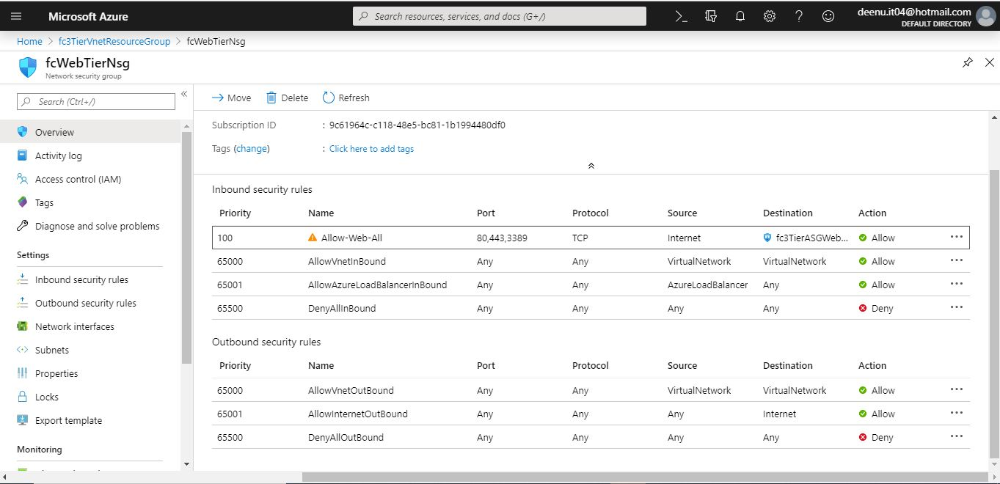 Microsoft Azure
Search resources, services, and docs (G+/)
deenu.it04@hotmail.com
DEFAULT DIRECTORY
Home > fc3TierVnetResourceGroup > fcWebTierNsg
fcWebTierNsg
Network security group
Search (Ctrl+/)
Overview
Activity log
Access control (IAM)
Tags
Diagnose and solve problems
Settings
Inbound security rules
Outbound security rules
Network interfaces
Subnets
Properties
Locks
Export template
Monitoring
Move Delete Refresh
Subscription ID : 9c61964c-c118-48e5-bc81-1b1994480df0
Tags (change) : Click here to add tags
Inbound security rules
Priority Name Port Protocol Source Destination Action
100 Allow-Web-All 80,443,3389 TCP Internet fc3TierASGWeb... Allow
65000 AllowVnetInBound Any Any VirtualNetwork VirtualNetwork Allow
65001 AllowAzureLoadBalancerInBound Any Any AzureLoadBalancer Any Allow
65500 DenyAllInBound Any Any Any Any Deny
Outbound security rules
Priority Name Port Protocol Source Destination Action
65000 AllowVnetOutBound Any Any VirtualNetwork VirtualNetwork Allow
65001 AllowInternetOutBound Any Any Any Internet Allow
65500 DenyAllOutBound Any Any Any Any Deny